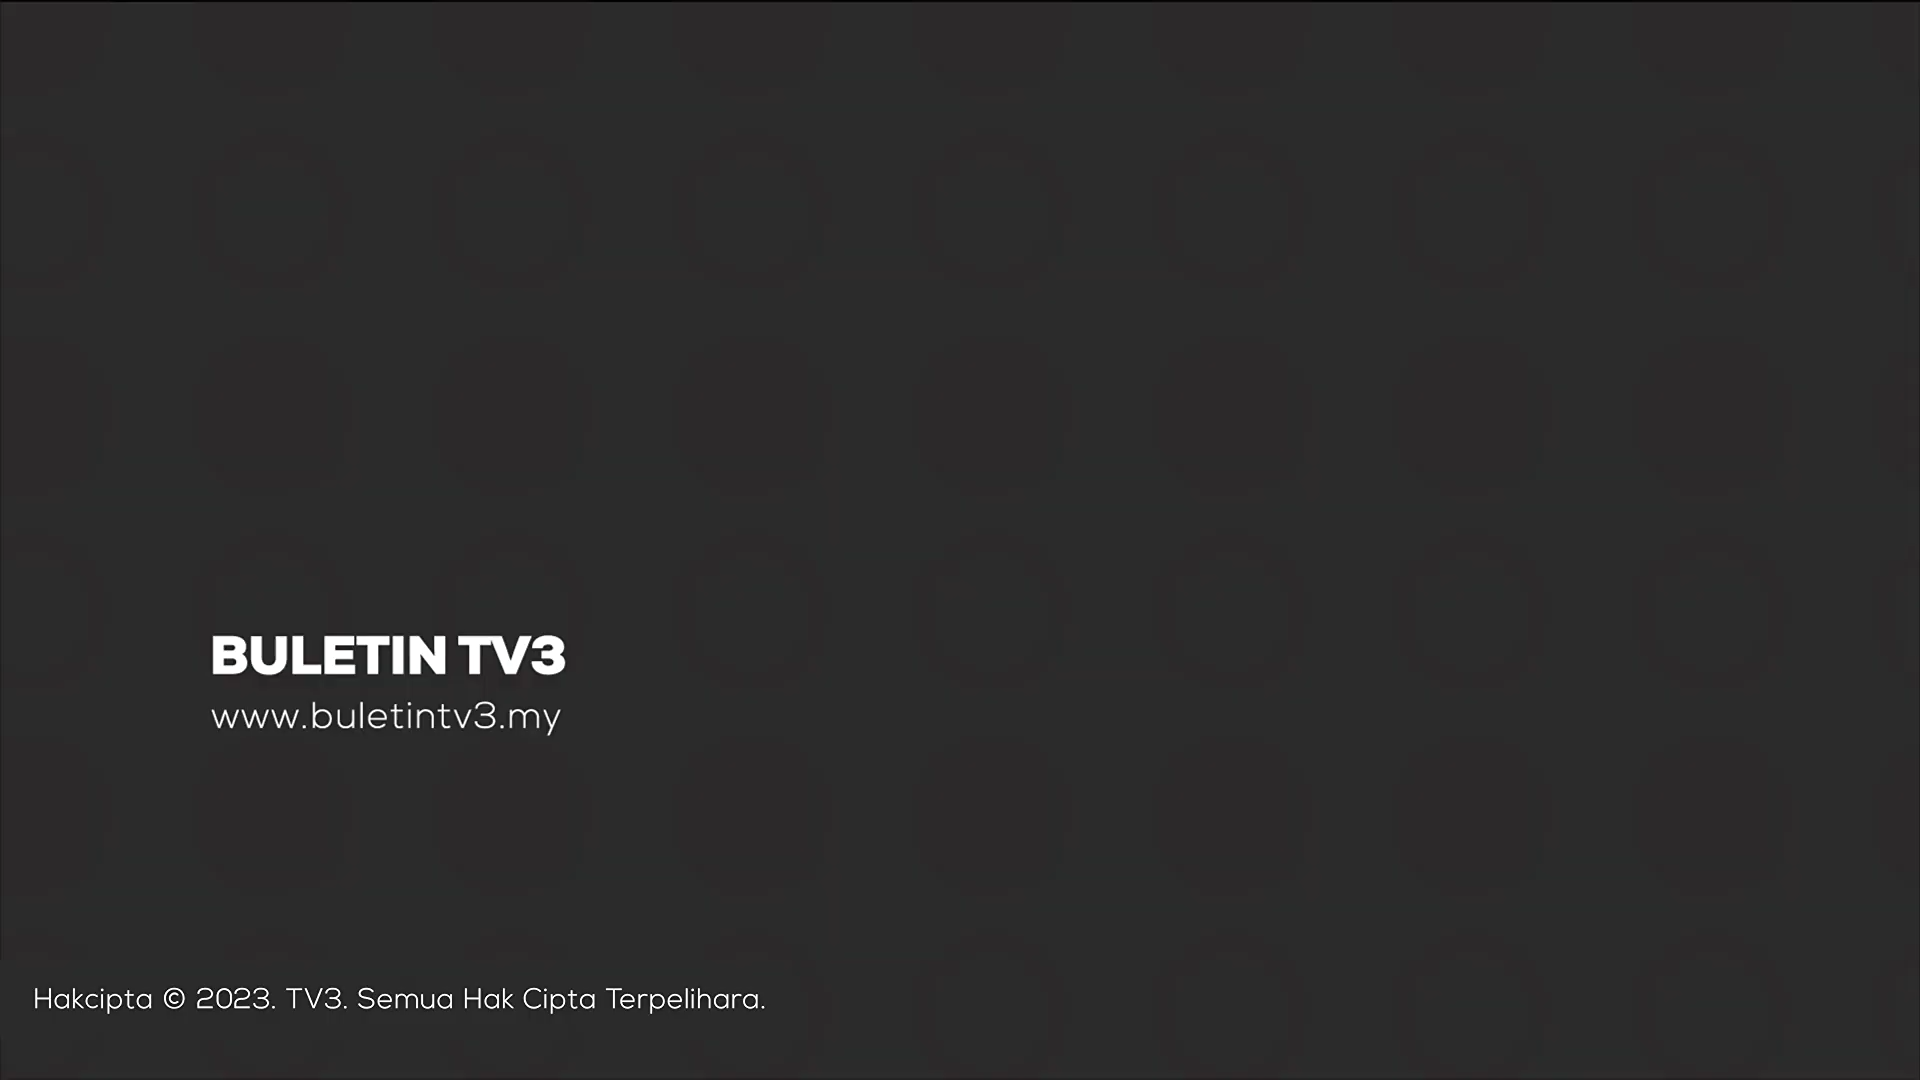 BULETIN TV3
www.buletintv3.my
Hakcipta © 2023. TV3. Semua Hak Cipta Terpelihara.